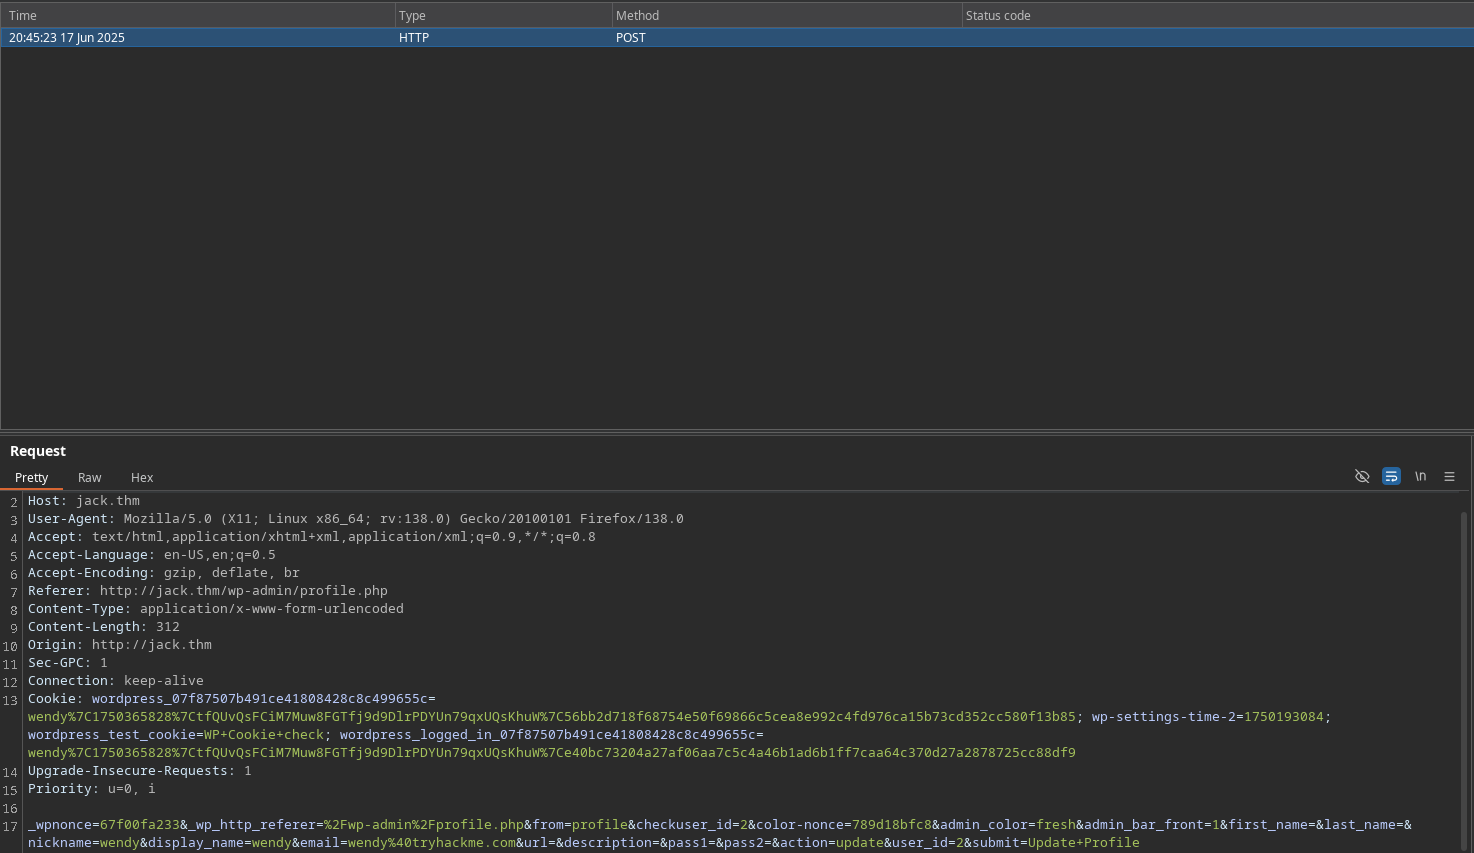 Time Type Method Status code
20:45:23 17 Jun 2025 HTTP POST
Request
Pretty Raw Hex \n
2 Host: jack.thm
3 User-Agent: Mozilla/5.0 (X11; Linux x86_64; rv:138.0) Gecko/20100101 Firefox/138.0
4 Accept: text/html,application/xhtml+xml,application/xml;q=0.9,*/*;q=0.8
5 Accept-Language: en-US,en;q=0.5
6 Accept-Encoding: gzip, deflate, br
7 Referer: http://jack.thm/wp-admin/profile.php
8 Content-Type: application/x-www-form-urlencoded
9 Content-Length: 312
10 Origin: http://jack.thm
11 Sec-GPC: 1
12 Connection: keep-alive
13 Cookie: wordpress_07f87507b491ce41808428c8c499655c=
wendy%7C1750365828%7CtfQUvQsFCiM7Muw8FGTfj9d9DlrPDYUn79qxUQsKhuW%7C56bb2d718f68754e50f69866c5cea8e992c4fd976ca15b73cd352cc580f13b85; wp-settings-time-2=1750193084;
wordpress_test_cookie=WP+Cookie+check; wordpress_logged_in_07f87507b491ce41808428c8c499655c=
wendy%7C1750365828%7CtfQUvQsFCiM7Muw8FGTfj9d9DlrPDYUn79qxUQsKhuW%7Ce40bc73204a27af06aa7c5c4a46b1ad6b1ff7caa64c370d27a2878725cc88df9
14 Upgrade-Insecure-Requests: 1
15 Priority: u=0, i
16
17 _wpnonce=67f00fa233&_wp_http_referer=%2Fwp-admin%2Fprofile.php&from=profile&checkuser_id=2&color-nonce=789d18bfc8&admin_color=fresh&admin_bar_front=1&first_name=&last_name=&
nickname=wendy&display_name=wendy&email=wendy%40tryhackme.com&url=&description=&pass1=&pass2=&action=update&user_id=2&submit=Update+Profile